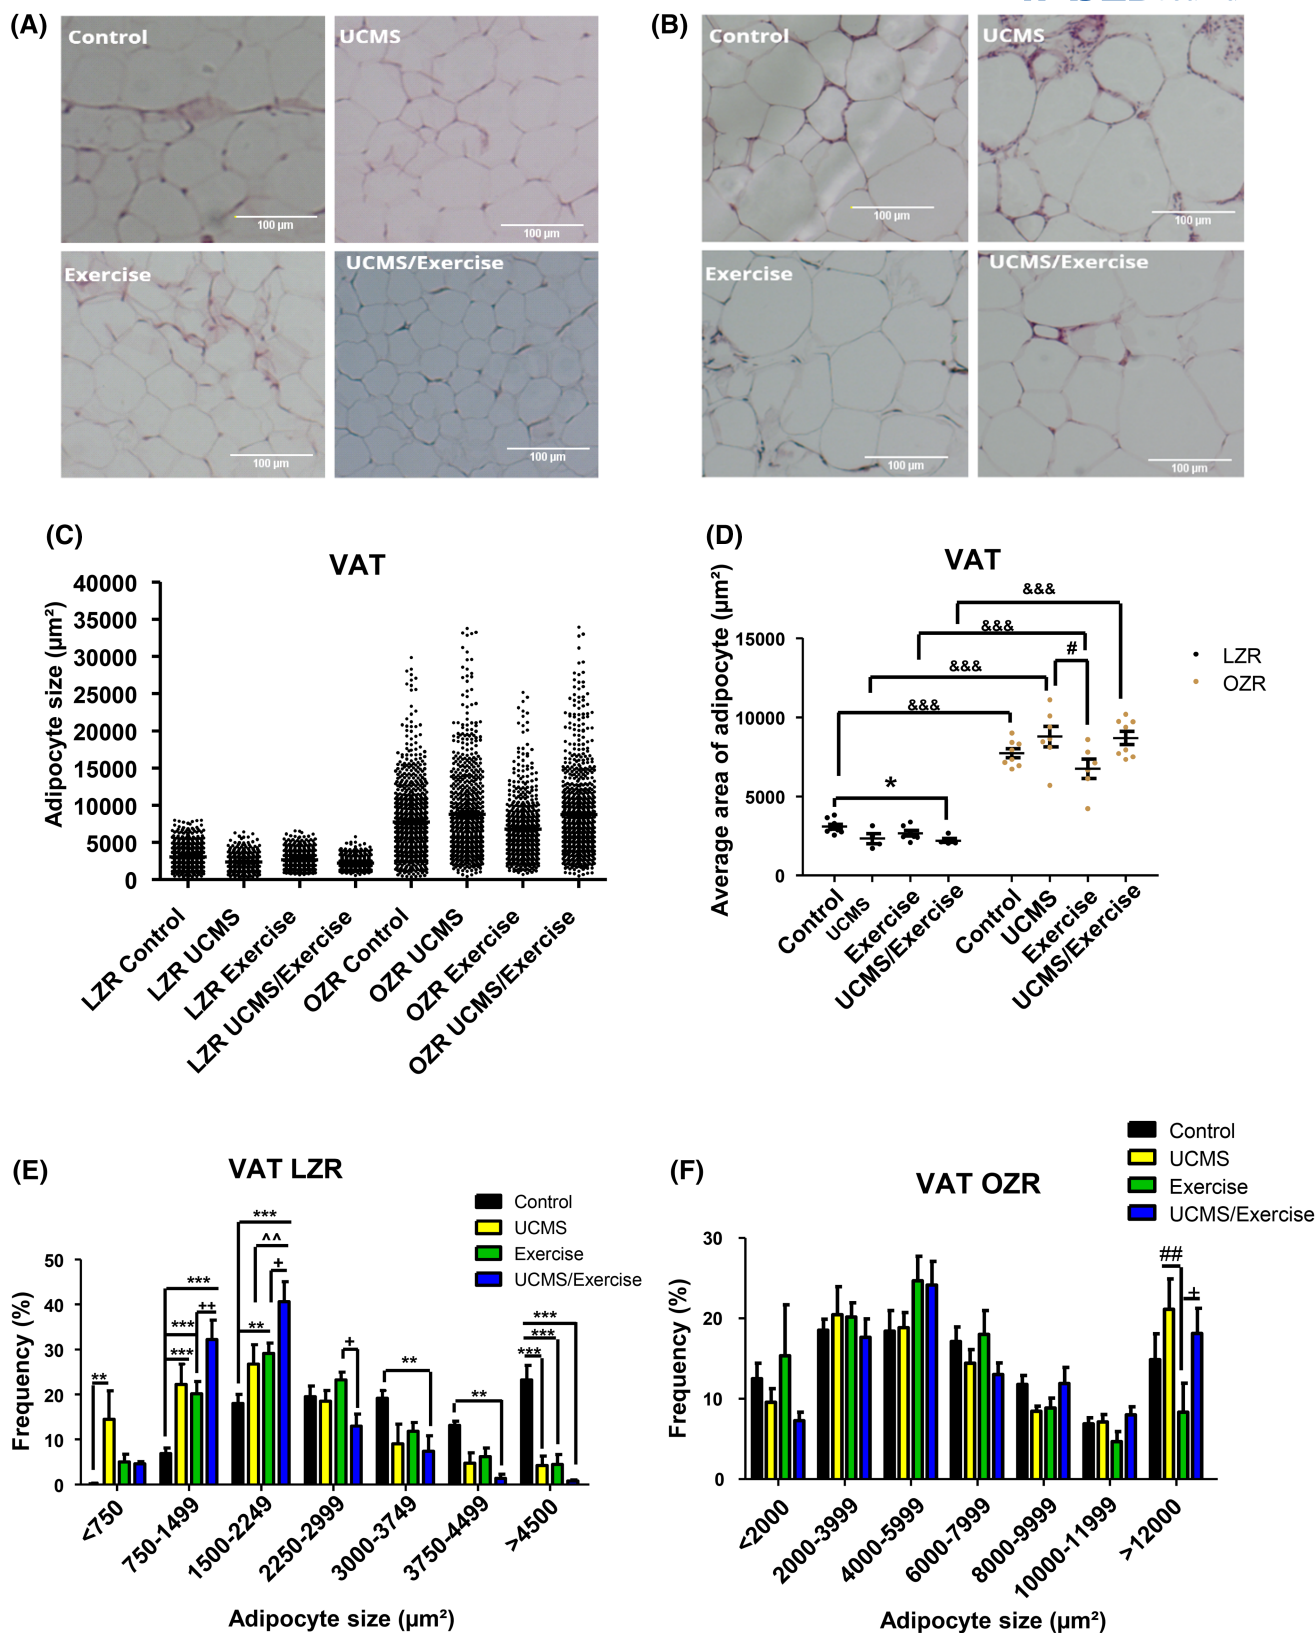 (A)
Control
UCMS
100 µm
100 µm
Exercise
UCMS/Exercise
100 µm
100 µm
(B)
Control
UCMS
100 µm
100 µm
Exercise
UCMS/Exercise
100 µm
100 µm
(C)
VAT
Adipocyte size (µm²)
40000
35000
30000
25000
20000
15000
10000
5000
0
LZR Control
LZR UCMS
LZR Exercise
LZR UCMS/Exercise
OZR Control
OZR UCMS
OZR Exercise
OZR UCMS/Exercise
(D)
VAT
Average area of adipocyte (µm²)
15000
10000
5000
0
&&&
&&&
#
&&&
&&&
*
LZR
OZR
Control
UCMS
Exercise
UCMS/Exercise
Control
UCMS
Exercise
UCMS/Exercise
(E)
VAT LZR
Control
UCMS
Exercise
UCMS/Exercise
Frequency (%)
50
40
30
20
10
0
**
***
++
***
***
***
^^
+
**
+
**
**
***
***
***
<750
750-1499
1500-2249
2250-2999
3000-3749
3750-4499
>4500
Adipocyte size (µm²)
(F)
VAT OZR
Control
UCMS
Exercise
UCMS/Exercise
Frequency (%)
30
20
10
0
##
+
<2000
2000-3999
4000-5999
6000-7999
8000-9999
10000-11999
>12000
Adipocyte size (µm²)